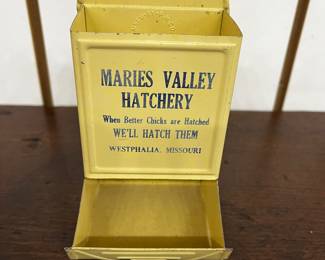 MARIES VALLEY
HATCHERY
When Better Chicks are Hatched
WE'LL HATCH THEM
WESTPHALIA, MISSOURI